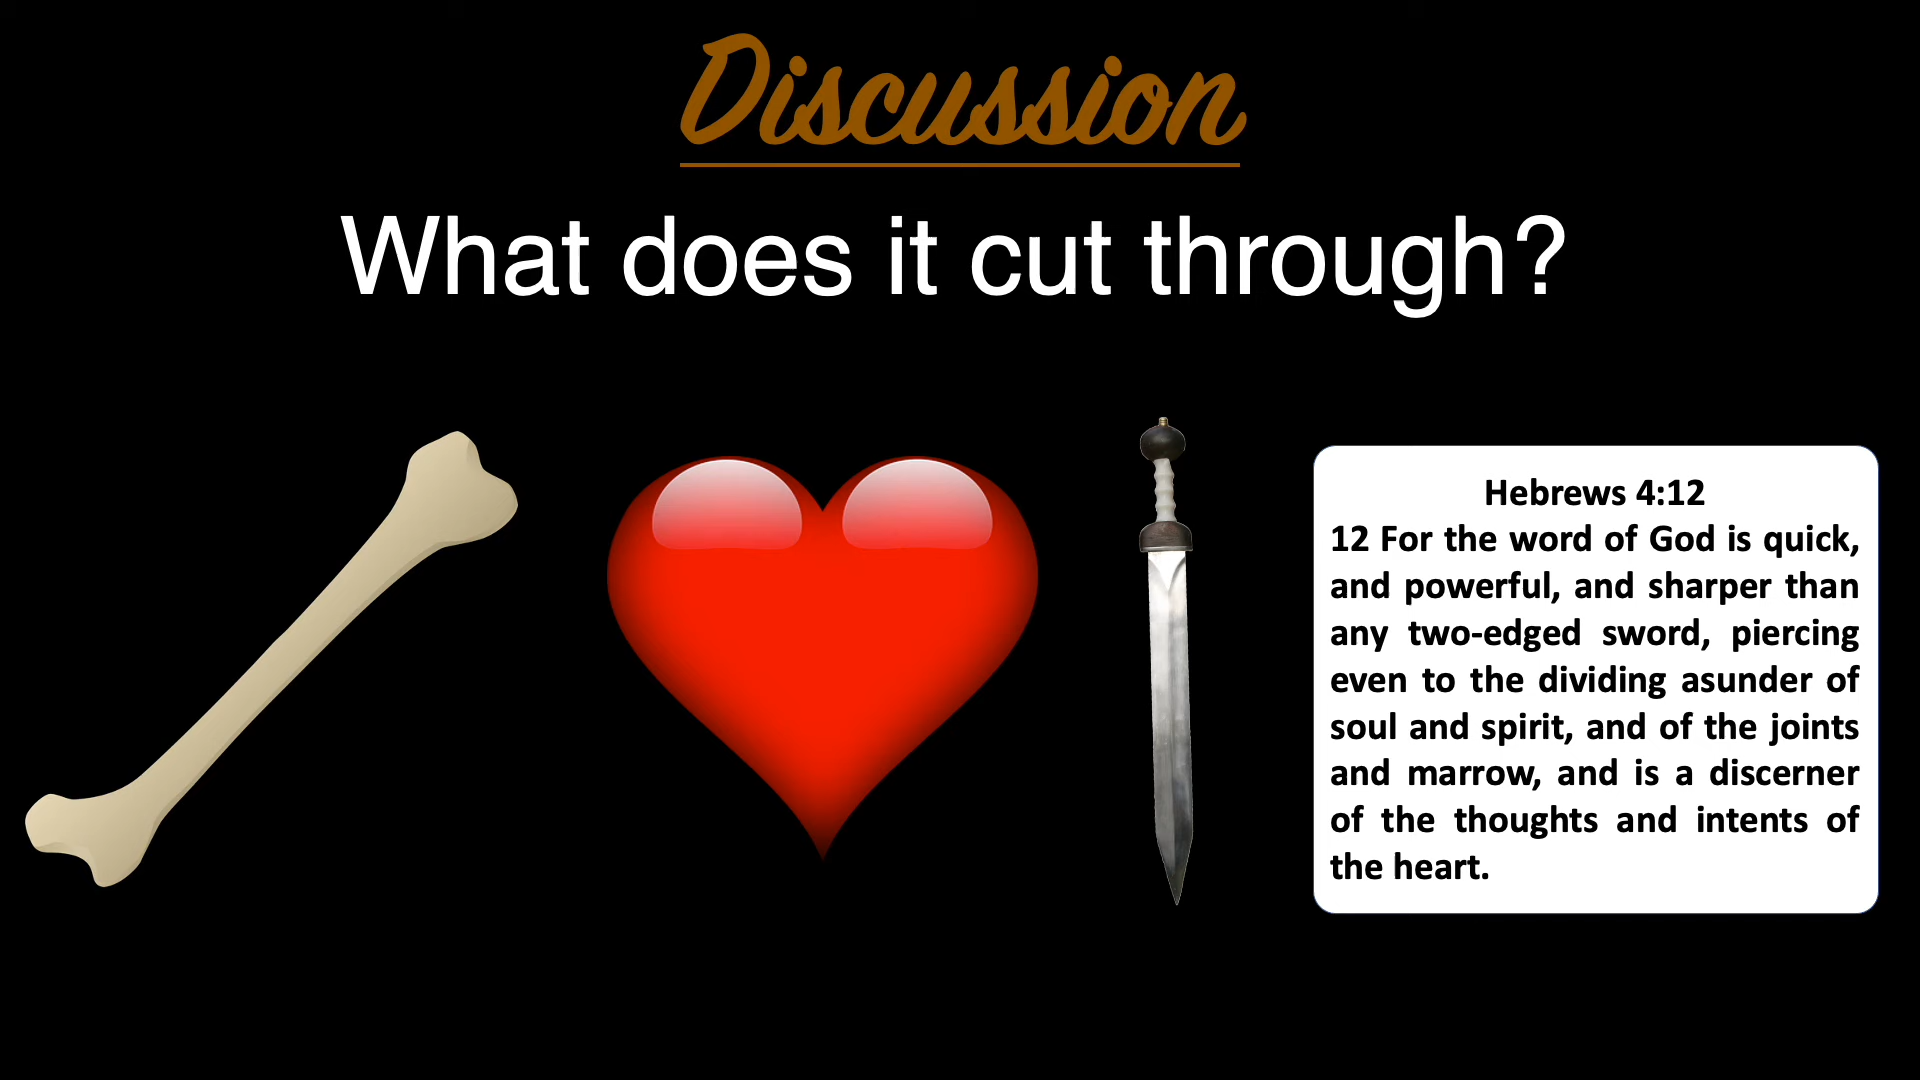 Discussion
What does it cut through?
Hebrews 4:12
12 For the word of God is quick,
and powerful, and sharper than
any two-edged sword, piercing
even to the dividing asunder of
soul and spirit, and of the joints
and marrow, and is a discerner
of the thoughts and intents of
the heart.